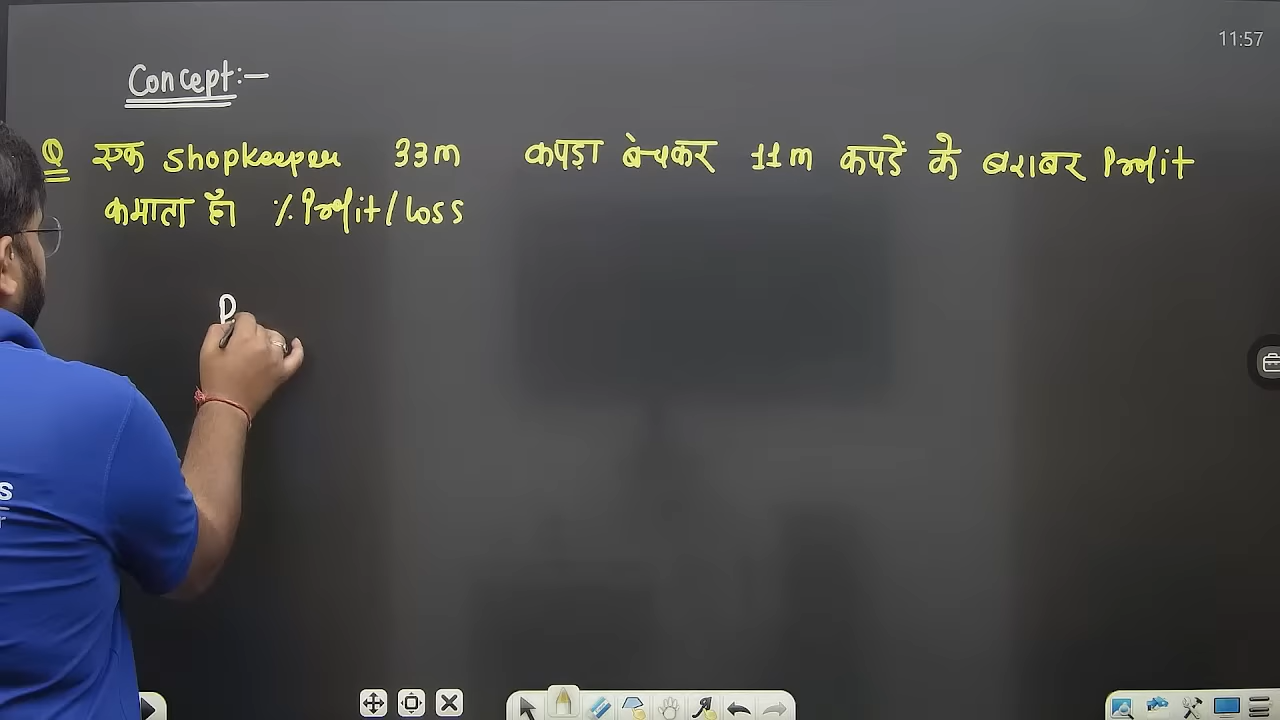 11:57
Concept:-
Q एक shopkeeper 33m कपड़ा बेचकर 11m कपड़ें के बराबर Profit
कमाता हैं। % Profit/Loss
P
S